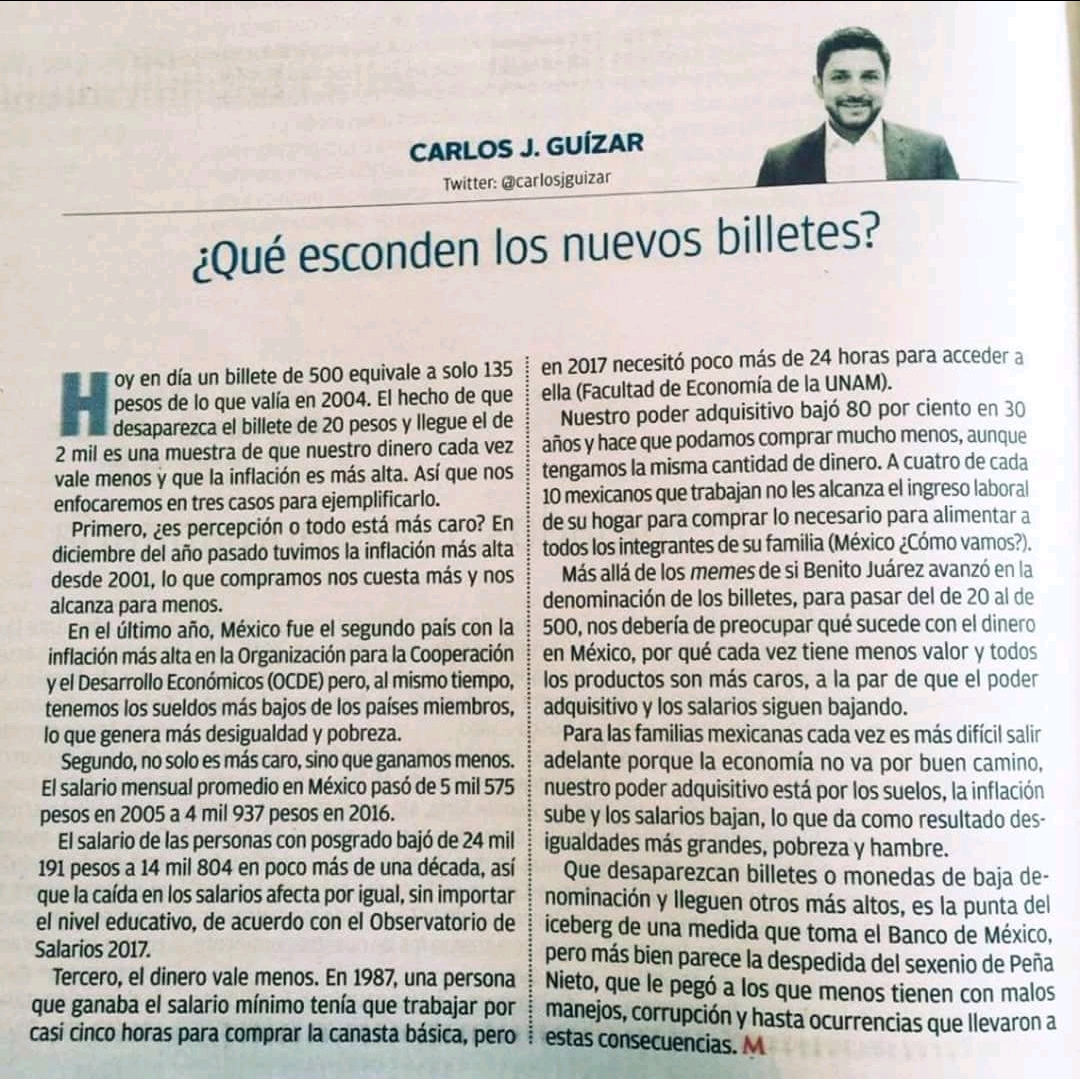 CARLOS J. GUÍZAR
Twitter: @carlosjguizar
¿Qué esconden los nuevos billetes?
Hoy en día un billete de 500 equivale a solo 135
pesos de lo que valía en 2004. El hecho de que
desaparezca el billete de 20 pesos y llegue el de
2 mil es una muestra de que nuestro dinero cada vez
vale menos y que la inflación es más alta. Así que nos
enfocaremos en tres casos para ejemplificarlo.
Primero, ¿es percepción o todo está más caro? En
diciembre del año pasado tuvimos la inflación más alta
desde 2001, lo que compramos nos cuesta más y nos
alcanza para menos.
En el último año, México fue el segundo país con la
inflación más alta en la Organización para la Cooperación
y el Desarrollo Económicos (OCDE) pero, al mismo tiempo,
tenemos los sueldos más bajos de los países miembros,
lo que genera más desigualdad y pobreza.
Segundo, no solo es más caro, sino que ganamos menos.
El salario mensual promedio en México pasó de 5 mil 575
pesos en 2005 a 4 mil 937 pesos en 2016.
El salario de las personas con posgrado bajó de 24 mil
191 pesos a 14 mil 804 en poco más de una década, así
que la caída en los salarios afecta por igual, sin importar
el nivel educativo, de acuerdo con el Observatorio de
Salarios 2017.
Tercero, el dinero vale menos. En 1987, una persona
que ganaba el salario mínimo tenía que trabajar por
casi cinco horas para comprar la canasta básica, pero
en 2017 necesitó poco más de 24 horas para acceder a
ella (Facultad de Economía de la UNAM).
Nuestro poder adquisitivo bajó 80 por ciento en 30
años y hace que podamos comprar mucho menos, aunque
tengamos la misma cantidad de dinero. A cuatro de cada
10 mexicanos que trabajan no les alcanza el ingreso laboral
de su hogar para comprar lo necesario para alimentar a
todos los integrantes de su familia (México ¿Cómo vamos?).
Más allá de los memes de si Benito Juárez avanzó en la
denominación de los billetes, para pasar del de 20 al de
500, nos debería de preocupar qué sucede con el dinero
en México, por qué cada vez tiene menos valor y todos
los productos son más caros, a la par de que el poder
adquisitivo y los salarios siguen bajando.
Para las familias mexicanas cada vez es más difícil salir
adelante porque la economía no va por buen camino,
nuestro poder adquisitivo está por los suelos, la inflación
sube y los salarios bajan, lo que da como resultado des-
igualdades más grandes, pobreza y hambre.
Que desaparezcan billetes o monedas de baja de-
nominación y lleguen otros más altos, es la punta del
iceberg de una medida que toma el Banco de México,
pero más bien parece la despedida del sexenio de Peña
Nieto, que le pegó a los que menos tienen con malos
manejos, corrupción y hasta ocurrencias que llevaron a
estas consecuencias. M